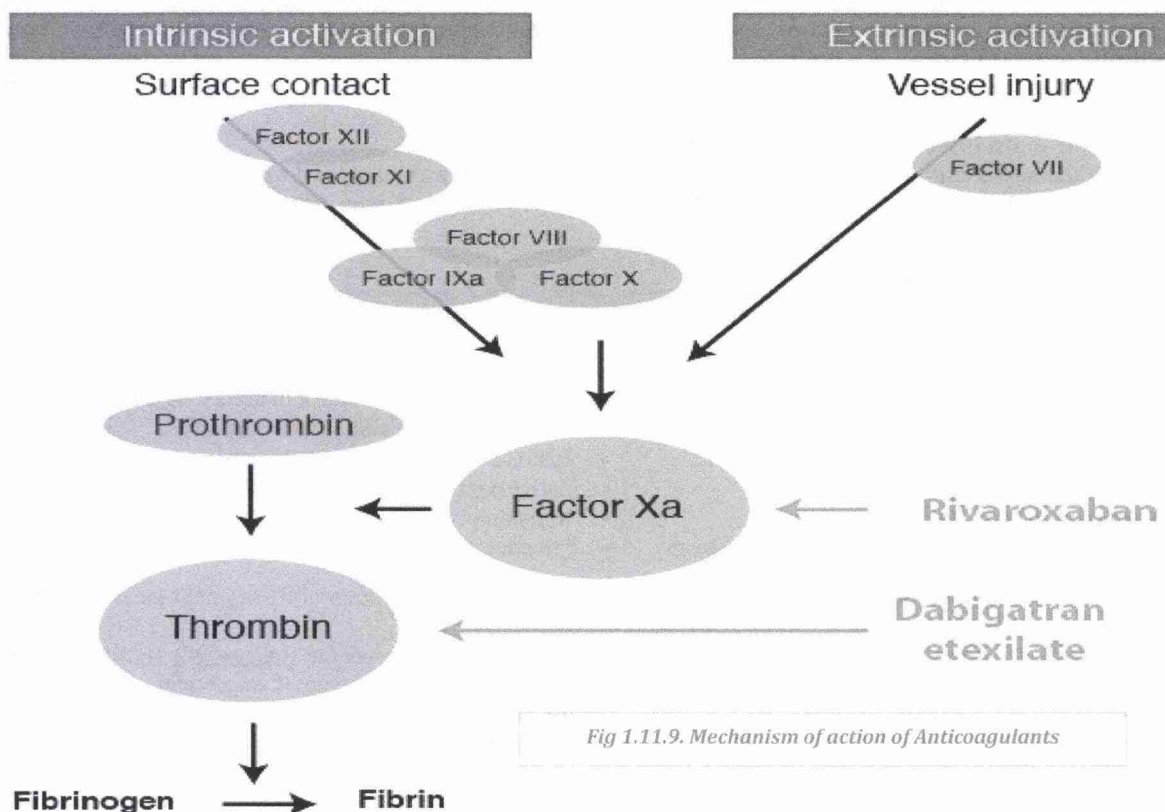 Intrinsic activation
Extrinsic activation
Surface contact
Vessel injury
Factor XII
Factor XI
Factor VII
Factor VIII
Factor IXa
Factor X
Prothrombin
Factor Xa
Rivaroxaban
Thrombin
Dabigatran
etexilate
Fig 1.11.9. Mechanism of action of Anticoagulants
Fibrinogen
Fibrin